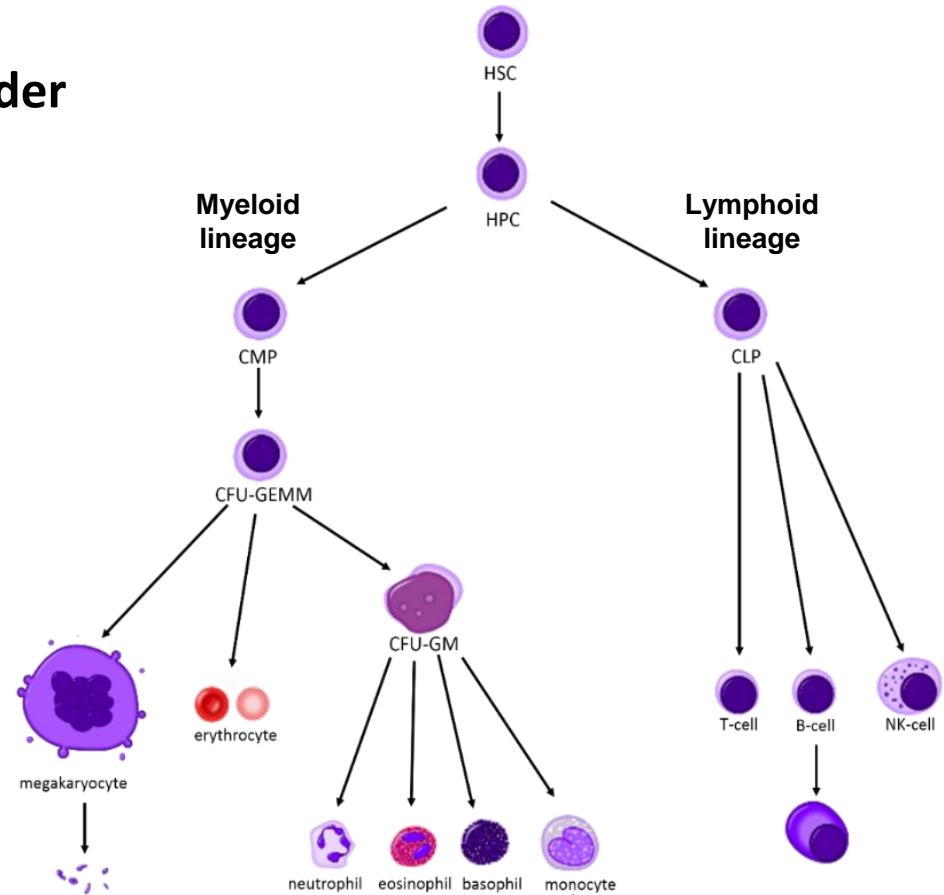 der
HSC
HPC
Myeloid
lineage
Lymphoid
lineage
CMP
CLP
CFU-GEMM
CFU-GM
T-cell
B-cell
NK-cell
erythrocyte
megakaryocyte
neutrophil
eosinophil
basophil
monocyte